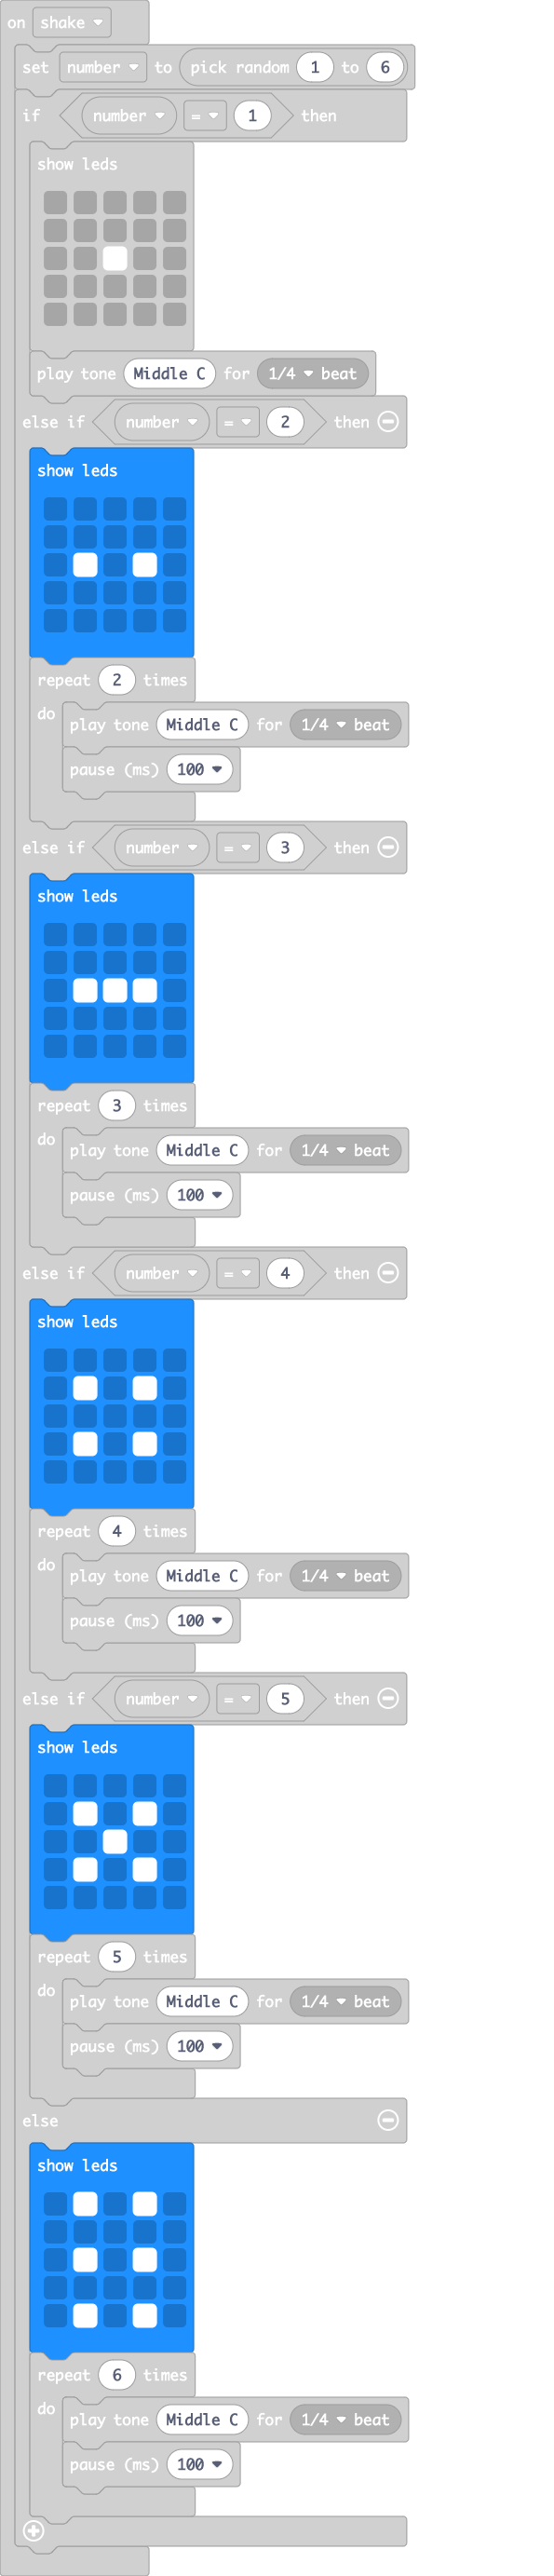 on shake
set number to pick random 1 to 6
if number = 1 then
show leds
play tone Middle C for 1/4 beat
else if number = 2 then
show leds
repeat 2 times
do play tone Middle C for 1/4 beat
pause (ms) 100
else if number = 3 then
show leds
repeat 3 times
do play tone Middle C for 1/4 beat
pause (ms) 100
else if number = 4 then
show leds
repeat 4 times
do play tone Middle C for 1/4 beat
pause (ms) 100
else if number = 5 then
show leds
repeat 5 times
do play tone Middle C for 1/4 beat
pause (ms) 100
else
show leds
repeat 6 times
do play tone Middle C for 1/4 beat
pause (ms) 100